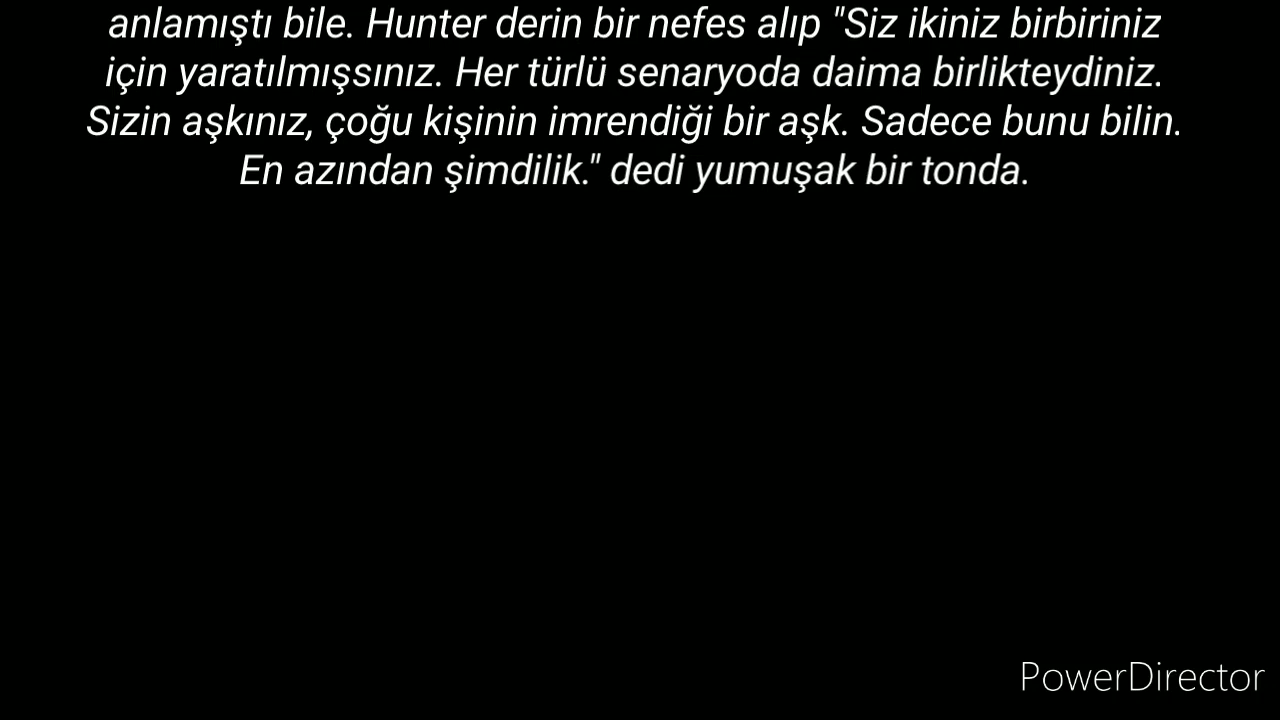 anlamıştı bile. Hunter derin bir nefes alıp "Siz ikiniz birbiriniz
için yaratılmışsınız. Her türlü senaryoda daima birlikteydiniz.
Sizin aşkınız, çoğu kişinin imrendiği bir aşk. Sadece bunu bilin.
En azından şimdilik." dedi yumuşak bir tonda.
PowerDirector